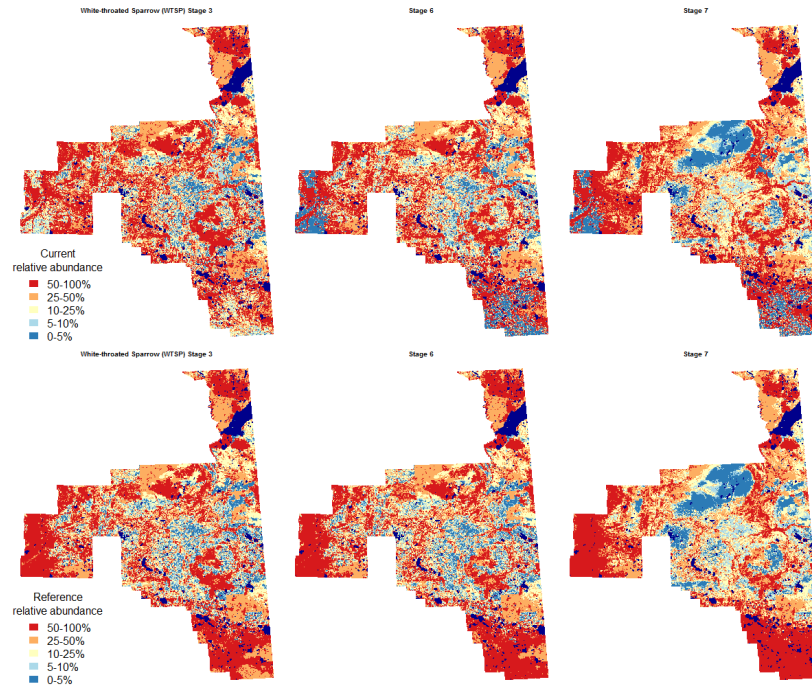 White-throated Sparrow (WTSP) Stage 3
Stage 6
Stage 7
Current
relative abundance
50-100%
25-50%
10-25%
5-10%
0-5%
White-throated Sparrow (WTSP) Stage 3
Stage 6
Stage 7
Reference
relative abundance
50-100%
25-50%
10-25%
5-10%
0-5%